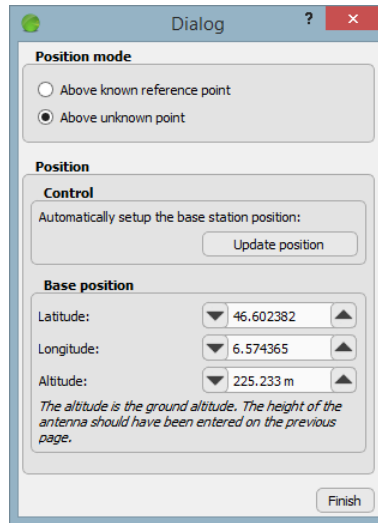 Dialog
?
×
Position mode
Above known reference point
Above unknown point
Position
Control
Automatically setup the base station position:
Update position
Base position
Latitude: 46.602382
Longitude: 6.574365
Altitude: 225.233 m
The altitude is the ground altitude. The height of the
antenna should have been entered on the previous
page.
Finish